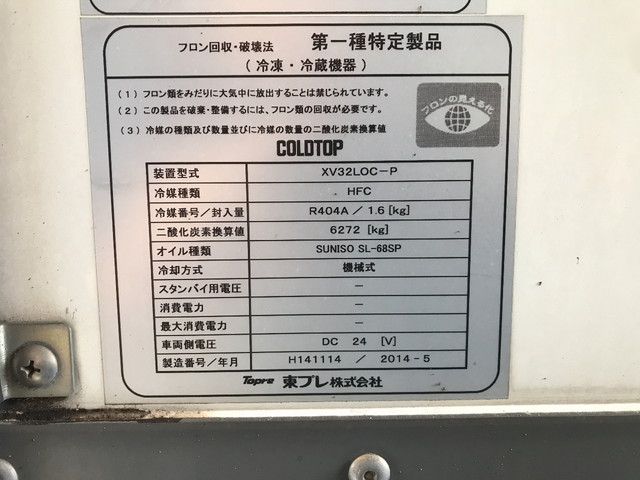 フロン回収・破壊法 第一種特定製品
(冷凍・冷蔵機器)
(1) フロン類をみだりに大気中に放出することは禁じられています。
(2) この製品を破棄・整備するには、フロン類の回収が必要です。
(3) 冷媒の種類及び数量並びに冷媒の数量の二酸化炭素換算値
フロンの見える化
COLDTOP
装置型式 XV32LOC-P
冷媒種類 HFC
冷媒番号/封入量 R404A / 1.6 [kg]
二酸化炭素換算値 6272 [kg]
オイル種類 SUNISO SL-68SP
冷却方式 機械式
スタンバイ用電圧 -
消費電力 -
最大消費電力 -
車両側電圧 DC 24 [V]
製造番号/年月 H141114 / 2014-5
Topre 東プレ株式会社